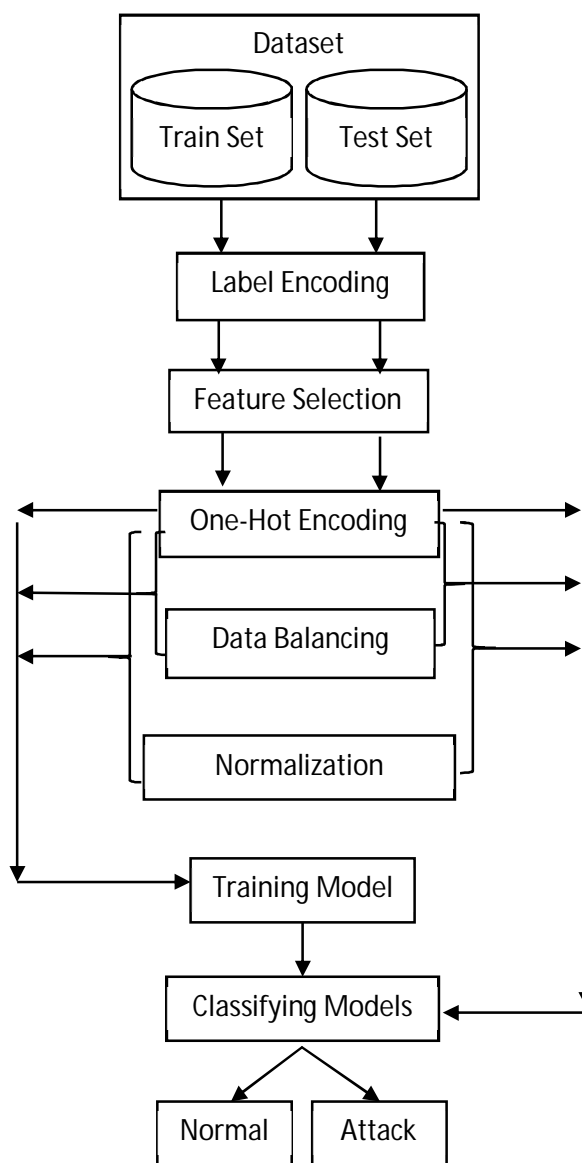 Dataset
Train Set
Test Set
Label Encoding
Feature Selection
One-Hot Encoding
Data Balancing
Normalization
Training Model
Classifying Models
Normal
Attack